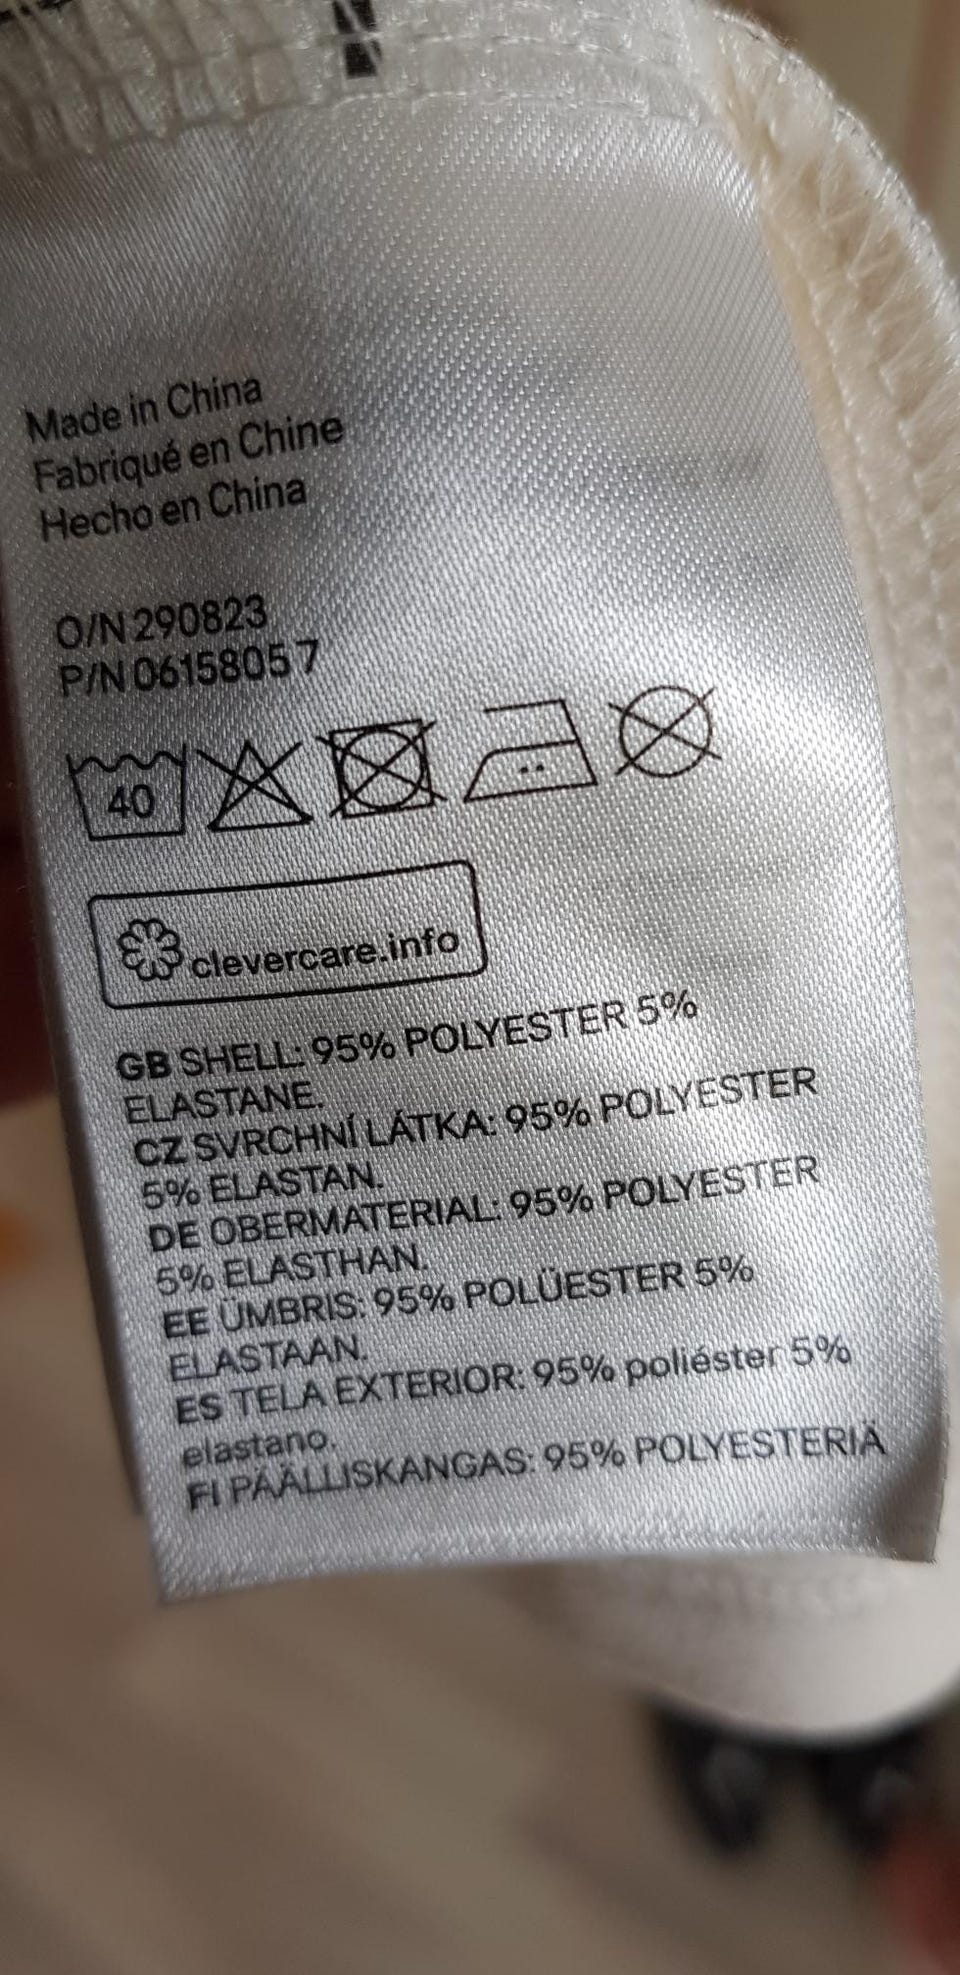 Made in China
Fabriqué en Chine
Hecho en China
O/N 290823
P/N 0615805 7
40
clevercare.info
GB SHELL: 95% POLYESTER 5%
ELASTANE.
CZ SVRCHNÍ LÁTKA: 95% POLYESTER
5% ELASTAN.
DE OBERMATERIAL: 95% POLYESTER
5% ELASTHAN.
EE ÜMBRIS: 95% POLÜESTER 5%
ELASTAAN.
ES TELA EXTERIOR: 95% poliéster 5%
elastano.
FI PÄÄLLISKANGAS: 95% POLYESTERIÄ